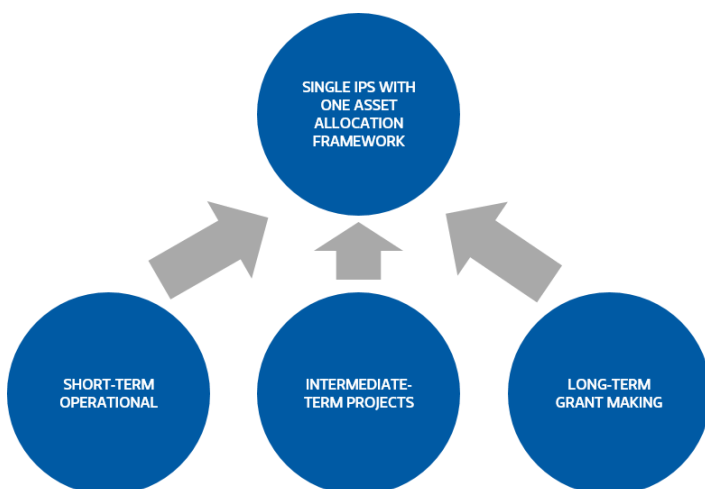 SINGLE IPS WITH
ONE ASSET
ALLOCATION
FRAMEWORK
SHORT-TERM
OPERATIONAL
INTERMEDIATE-
TERM PROJECTS
LONG-TERM
GRANT MAKING